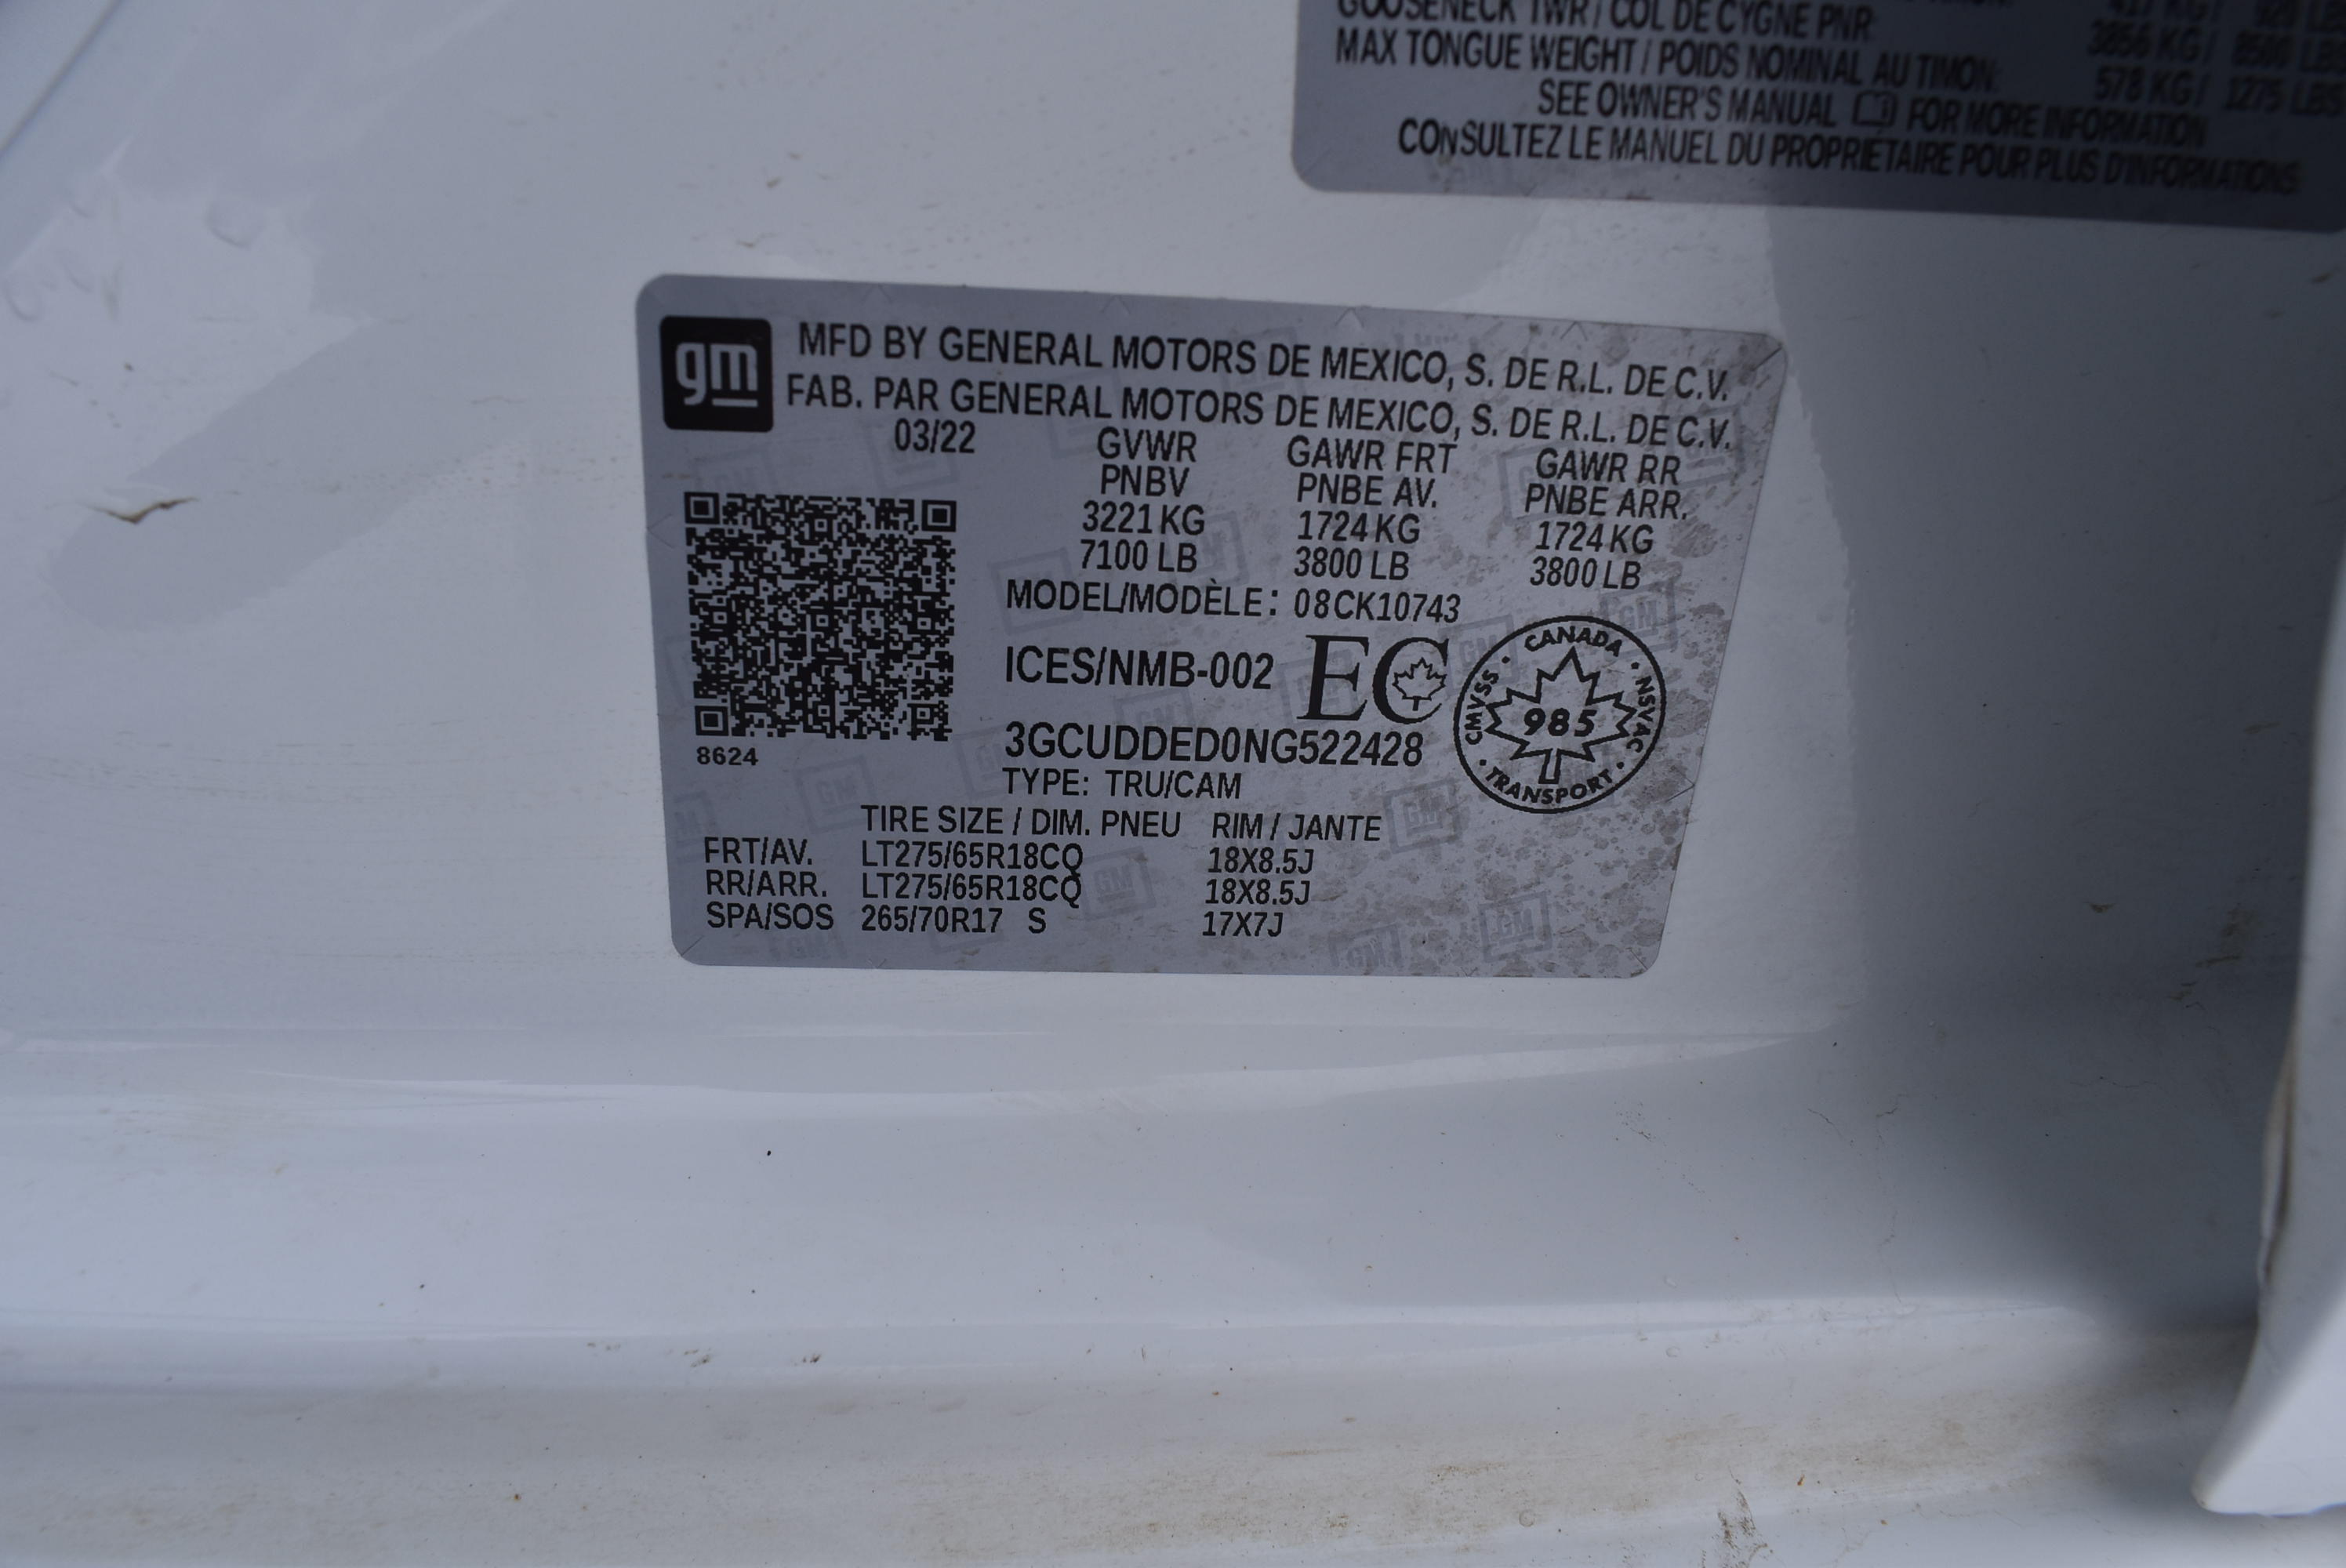 GOOSENECK TWR / COL DE CYGNE PNR 3856 KG / 8500 LBS
MAX TONGUE WEIGHT / POIDS NOMINAL AU TIMON: 578 KG / 1275 LBS
SEE OWNER'S MANUAL FOR MORE INFORMATION
CONSULTEZ LE MANUEL DU PROPRIETAIRE POUR PLUS D'INFORMATIONS
gm
MFD BY GENERAL MOTORS DE MEXICO, S. DE R.L. DE C.V.
FAB. PAR GENERAL MOTORS DE MEXICO, S. DE R.L. DE C.V.
03/22 GVWR GAWR FRT GAWR RR
PNBV PNBE AV. PNBE ARR.
3221 KG 1724 KG 1724 KG
7100 LB 3800 LB 3800 LB
MODEL/MODÈLE: 08CK10743
ICES/NMB-002 EC
CANADA · NSVAC · TRANSPORT · CMVSS ·
985
3GCUDDED0NG522428
8624
TYPE: TRU/CAM
TIRE SIZE / DIM. PNEU RIM / JANTE
FRT/AV. LT275/65R18CQ 18X8.5J
RR/ARR. LT275/65R18CQ 18X8.5J
SPA/SOS 265/70R17 S 17X7J